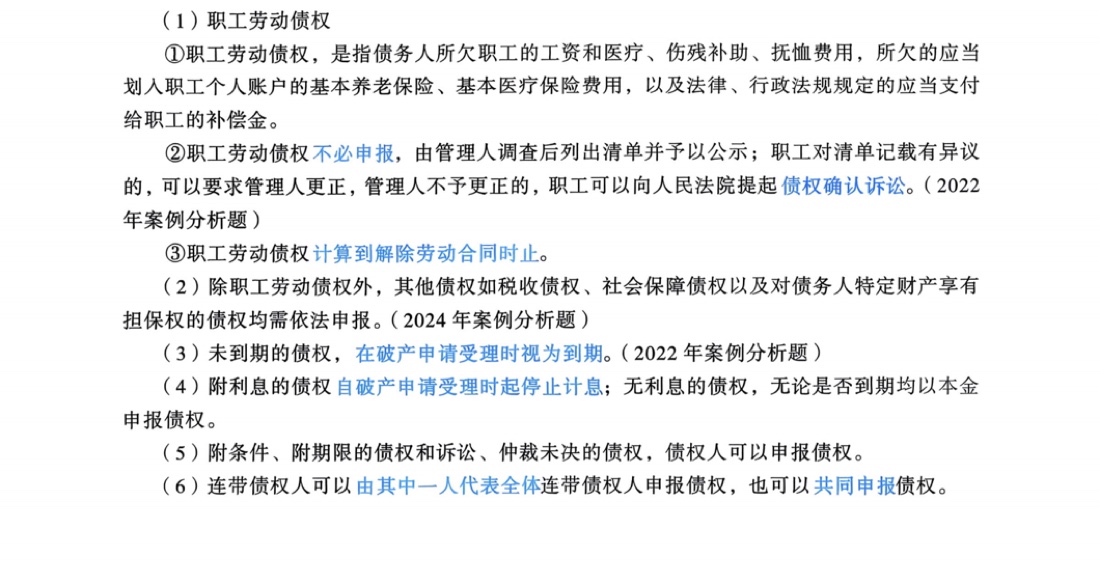 （1）职工劳动债权
①职工劳动债权，是指债务人所欠职工的工资和医疗、伤残补助、抚恤费用，所欠的应当
划入职工个人账户的基本养老保险、基本医疗保险费用，以及法律、行政法规规定的应当支付
给职工的补偿金。
②职工劳动债权不必申报，由管理人调查后列出清单并予以公示；职工对清单记载有异议
的，可以要求管理人更正，管理人不予更正的，职工可以向人民法院提起债权确认诉讼。（2022
年案例分析题）
③职工劳动债权计算到解除劳动合同时止。
（2）除职工劳动债权外，其他债权如税收债权、社会保障债权以及对债务人特定财产享有
担保权的债权均需依法申报。（2024 年案例分析题）
（3）未到期的债权，在破产申请受理时视为到期。（2022 年案例分析题）
（4）附利息的债权自破产申请受理时起停止计息；无利息的债权，无论是否到期均以本金
申报债权。
（5）附条件、附期限的债权和诉讼、仲裁未决的债权，债权人可以申报债权。
（6）连带债权人可以由其中一人代表全体连带债权人申报债权，也可以共同申报债权。